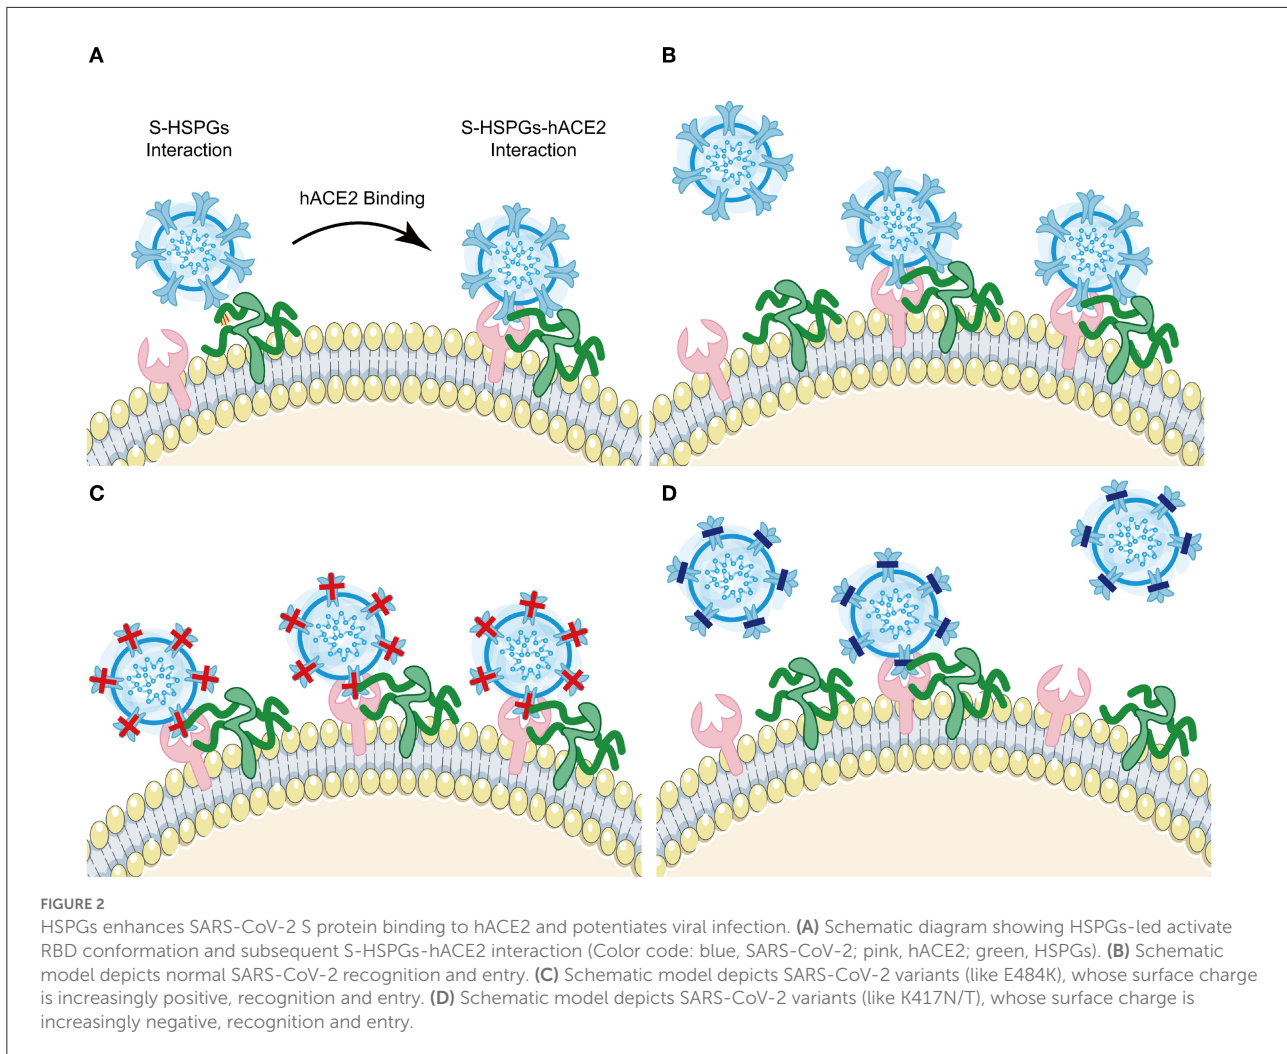 A
B
S-HSPGs
Interaction
S-HSPGs-hACE2
Interaction
hACE2 Binding
C
D
FIGURE 2
HSPGs enhances SARS-CoV-2 S protein binding to hACE2 and potentiates viral infection. (A) Schematic diagram showing HSPGs-led activate
RBD conformation and subsequent S-HSPGs-hACE2 interaction (Color code: blue, SARS-CoV-2; pink, hACE2; green, HSPGs). (B) Schematic
model depicts normal SARS-CoV-2 recognition and entry. (C) Schematic model depicts SARS-CoV-2 variants (like E484K), whose surface charge
is increasingly positive, recognition and entry. (D) Schematic model depicts SARS-CoV-2 variants (like K417N/T), whose surface charge is
increasingly negative, recognition and entry.